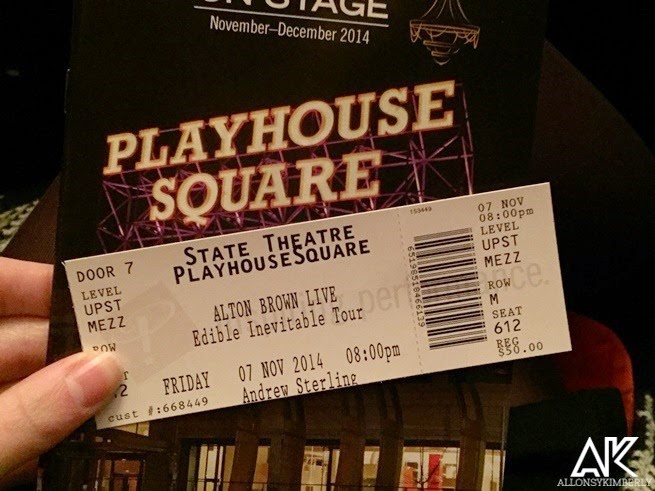 ON STAGE
November–December 2014
PLAYHOUSE
SQUARE
STATE THEATRE
PLAYHOUSESQUARE
DOOR 7
LEVEL
UPST
MEZZ
ROW
ALTON BROWN LIVE
Edible Inevitable Tour
FRIDAY 07 NOV 2014 08:00pm
Andrew Sterling
cust #:668449
153449
07 NOV
08:00pm
LEVEL
UPST
MEZZ
ROW
M
SEAT
612
REG
$50.00
AK
ALLONSYKIMBERLY